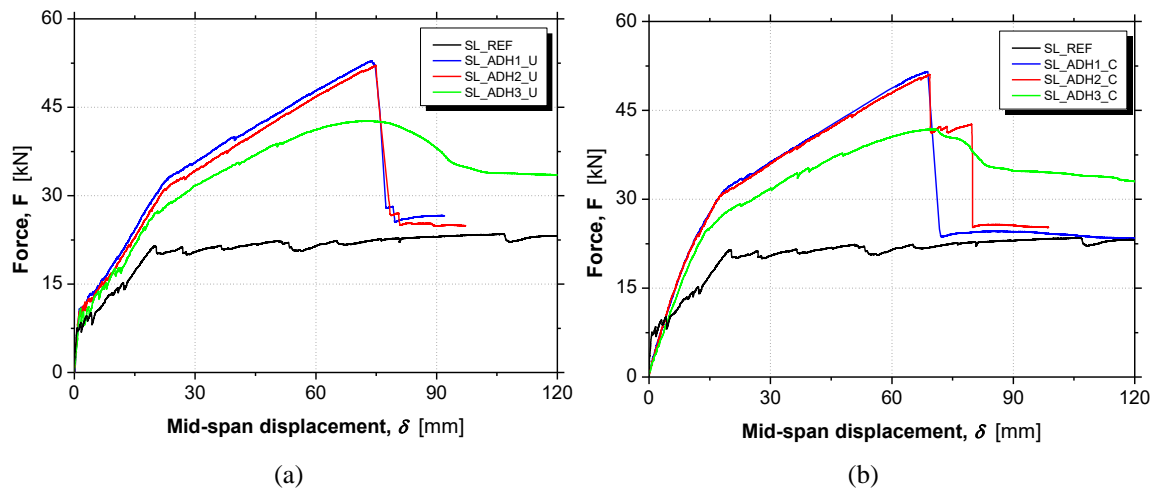 60
45
30
15
0
Force, F [kN]
SL_REF
SL_ADH1_U
SL_ADH2_U
SL_ADH3_U
0 30 60 90 120
Mid-span displacement, δ [mm]
(a)
60
45
30
15
0
Force, F [kN]
SL_REF
SL_ADH1_C
SL_ADH2_C
SL_ADH3_C
0 30 60 90 120
Mid-span displacement, δ [mm]
(b)